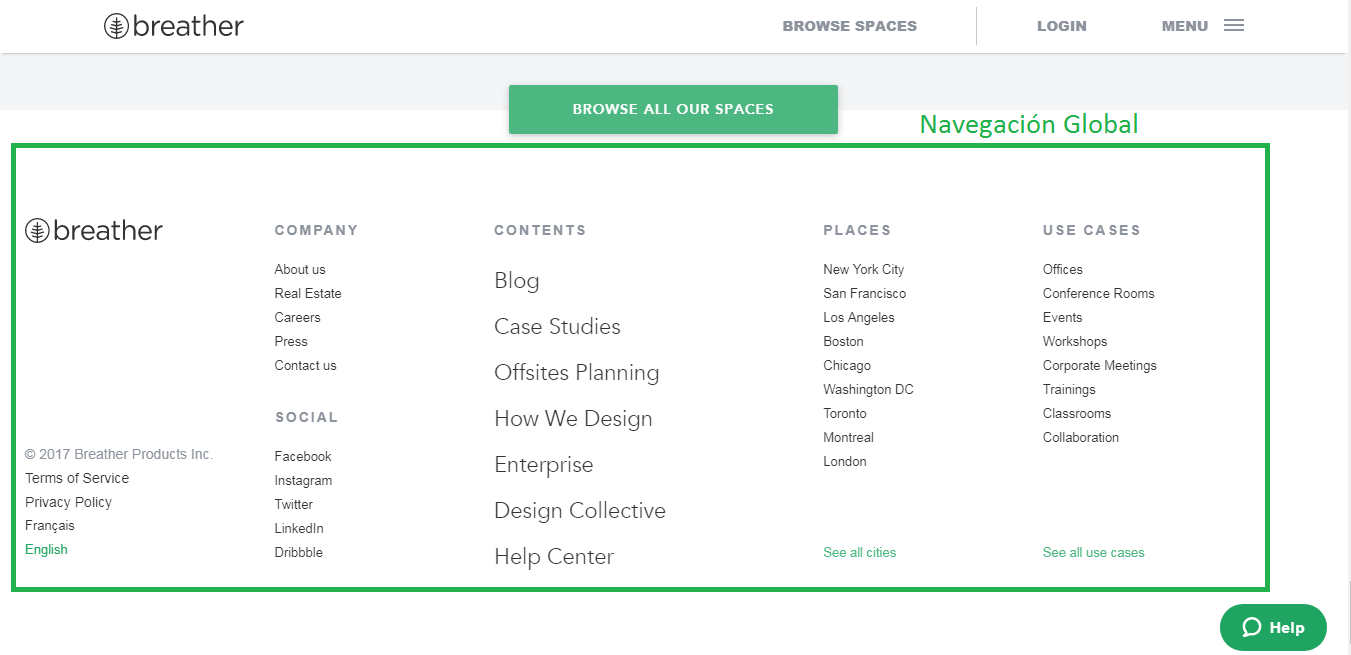 breather
BROWSE SPACES
LOGIN
MENU
BROWSE ALL OUR SPACES
Navegación Global
breather
© 2017 Breather Products Inc.
Terms of Service
Privacy Policy
Français
English
COMPANY
About us
Real Estate
Careers
Press
Contact us
SOCIAL
Facebook
Instagram
Twitter
LinkedIn
Dribbble
CONTENTS
Blog
Case Studies
Offsites Planning
How We Design
Enterprise
Design Collective
Help Center
PLACES
New York City
San Francisco
Los Angeles
Boston
Chicago
Washington DC
Toronto
Montreal
London
See all cities
USE CASES
Offices
Conference Rooms
Events
Workshops
Corporate Meetings
Trainings
Classrooms
Collaboration
See all use cases
Help